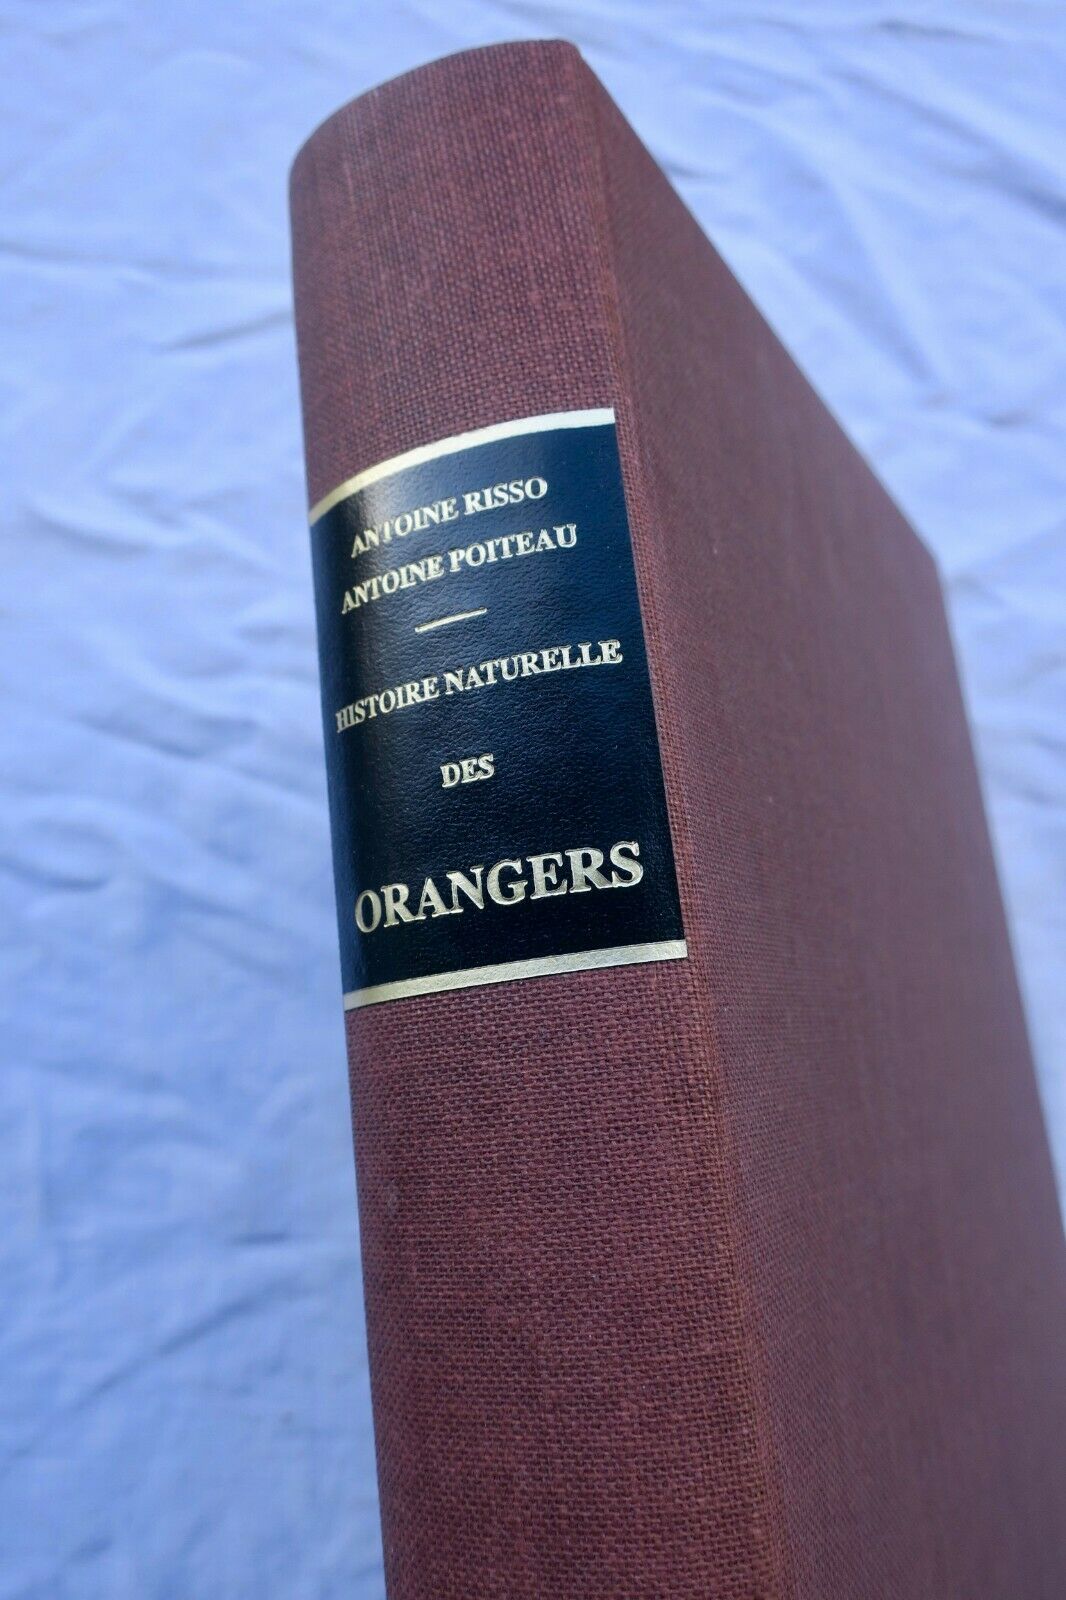 ANTOINE RISSO
ANTOINE POITEAU
HISTOIRE NATURELLE
DES
ORANGERS